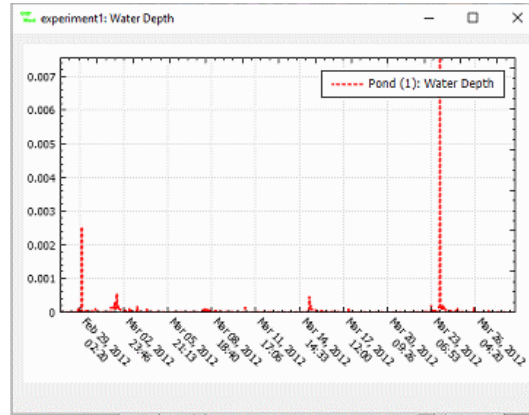 experiment1: Water Depth
Pond (1): Water Depth
0.007
0.006
0.005
0.004
0.003
0.002
0.001
0
Feb 29, 2012
02:20
Mar 02, 2012
23:46
Mar 05, 2012
21:13
Mar 08, 2012
18:40
Mar 11, 2012
17:06
Mar 14, 2012
14:33
Mar 17, 2012
12:00
Mar 20, 2012
09:26
Mar 23, 2012
06:53
Mar 26, 2012
04:20